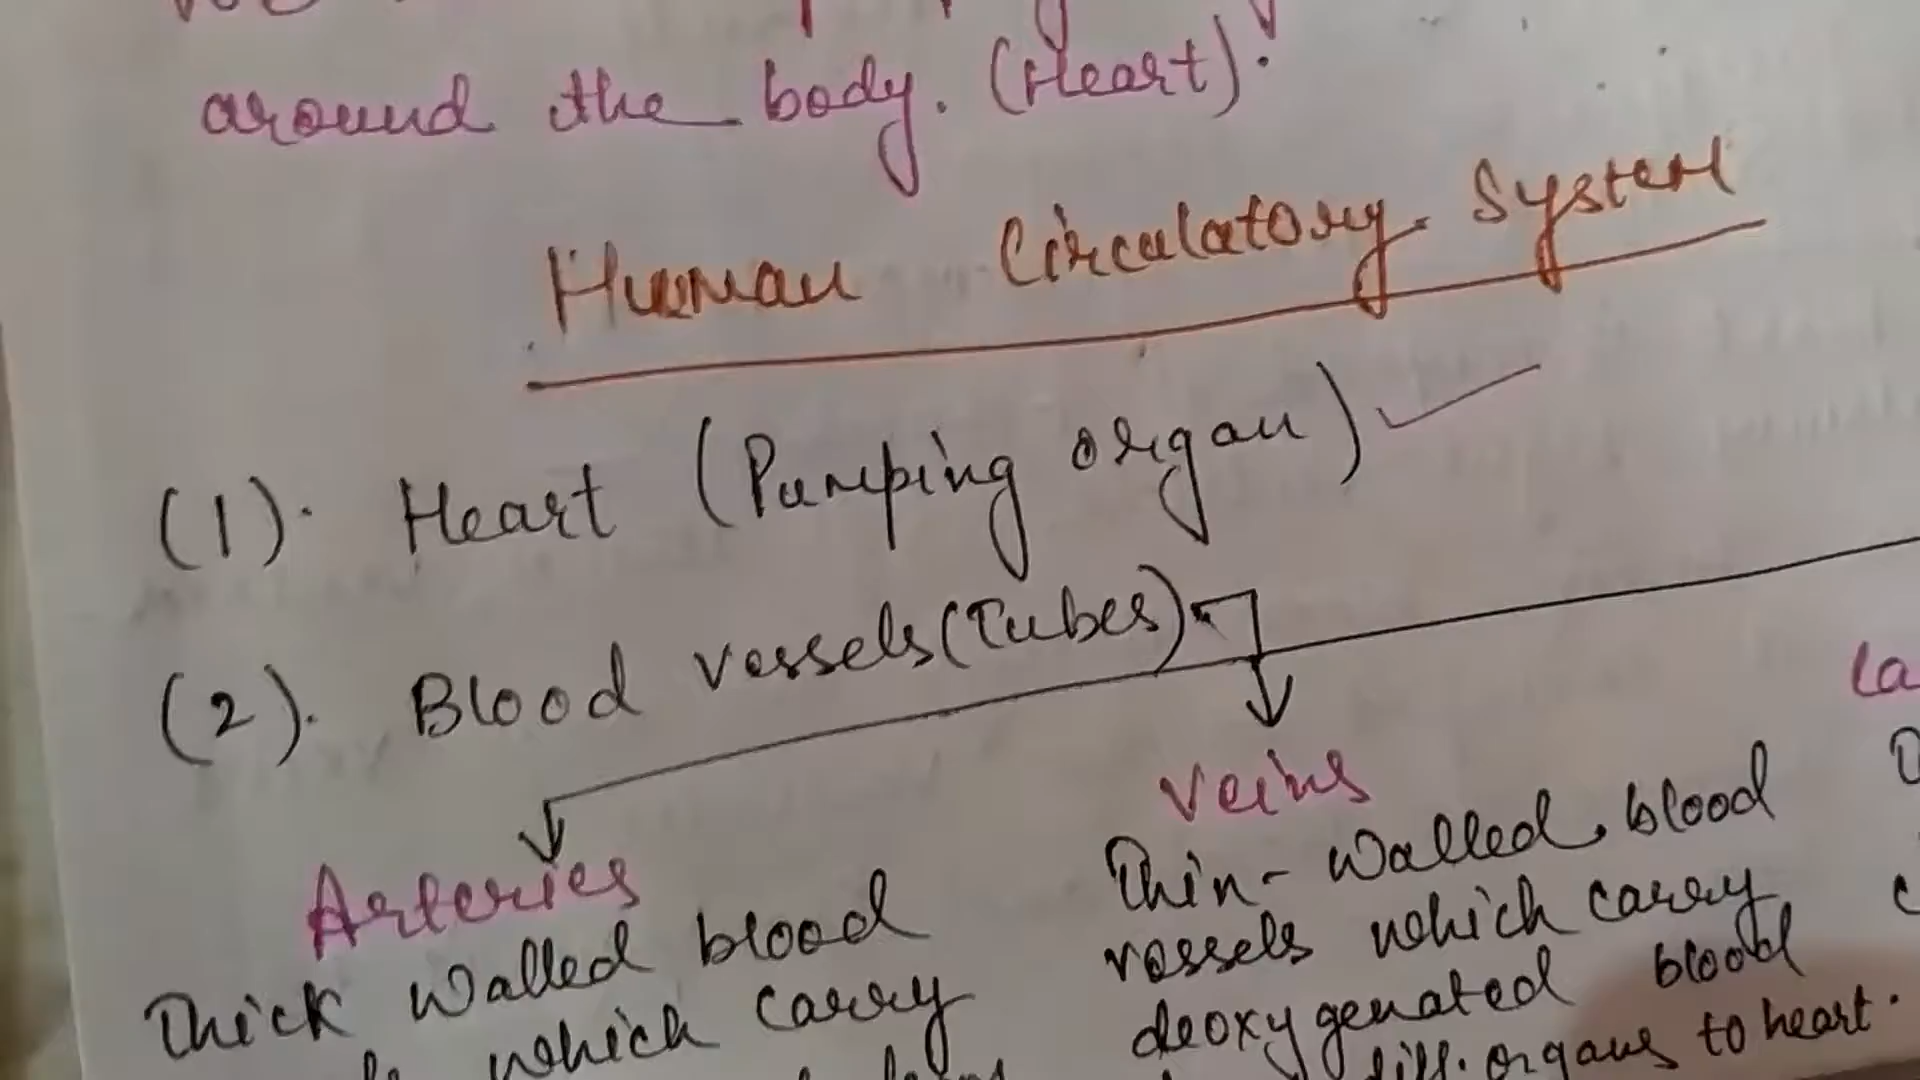 around the body. (Heart).
Human Circulatory System
(1). Heart (Pumping organ)
(2). Blood vessels (Tubes)
Arteries
Thick walled blood
which carry
Veins
Thin-walled blood
vessels which carry
deoxygenated blood
diff. organs to heart.